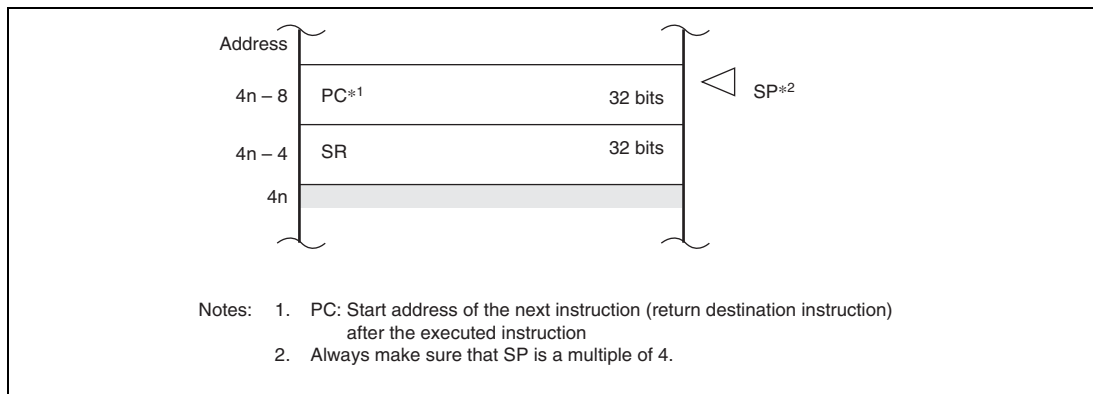 Address
4n – 8 PC*1 32 bits SP*2
4n – 4 SR 32 bits
4n
Notes: 1. PC: Start address of the next instruction (return destination instruction)
after the executed instruction
2. Always make sure that SP is a multiple of 4.